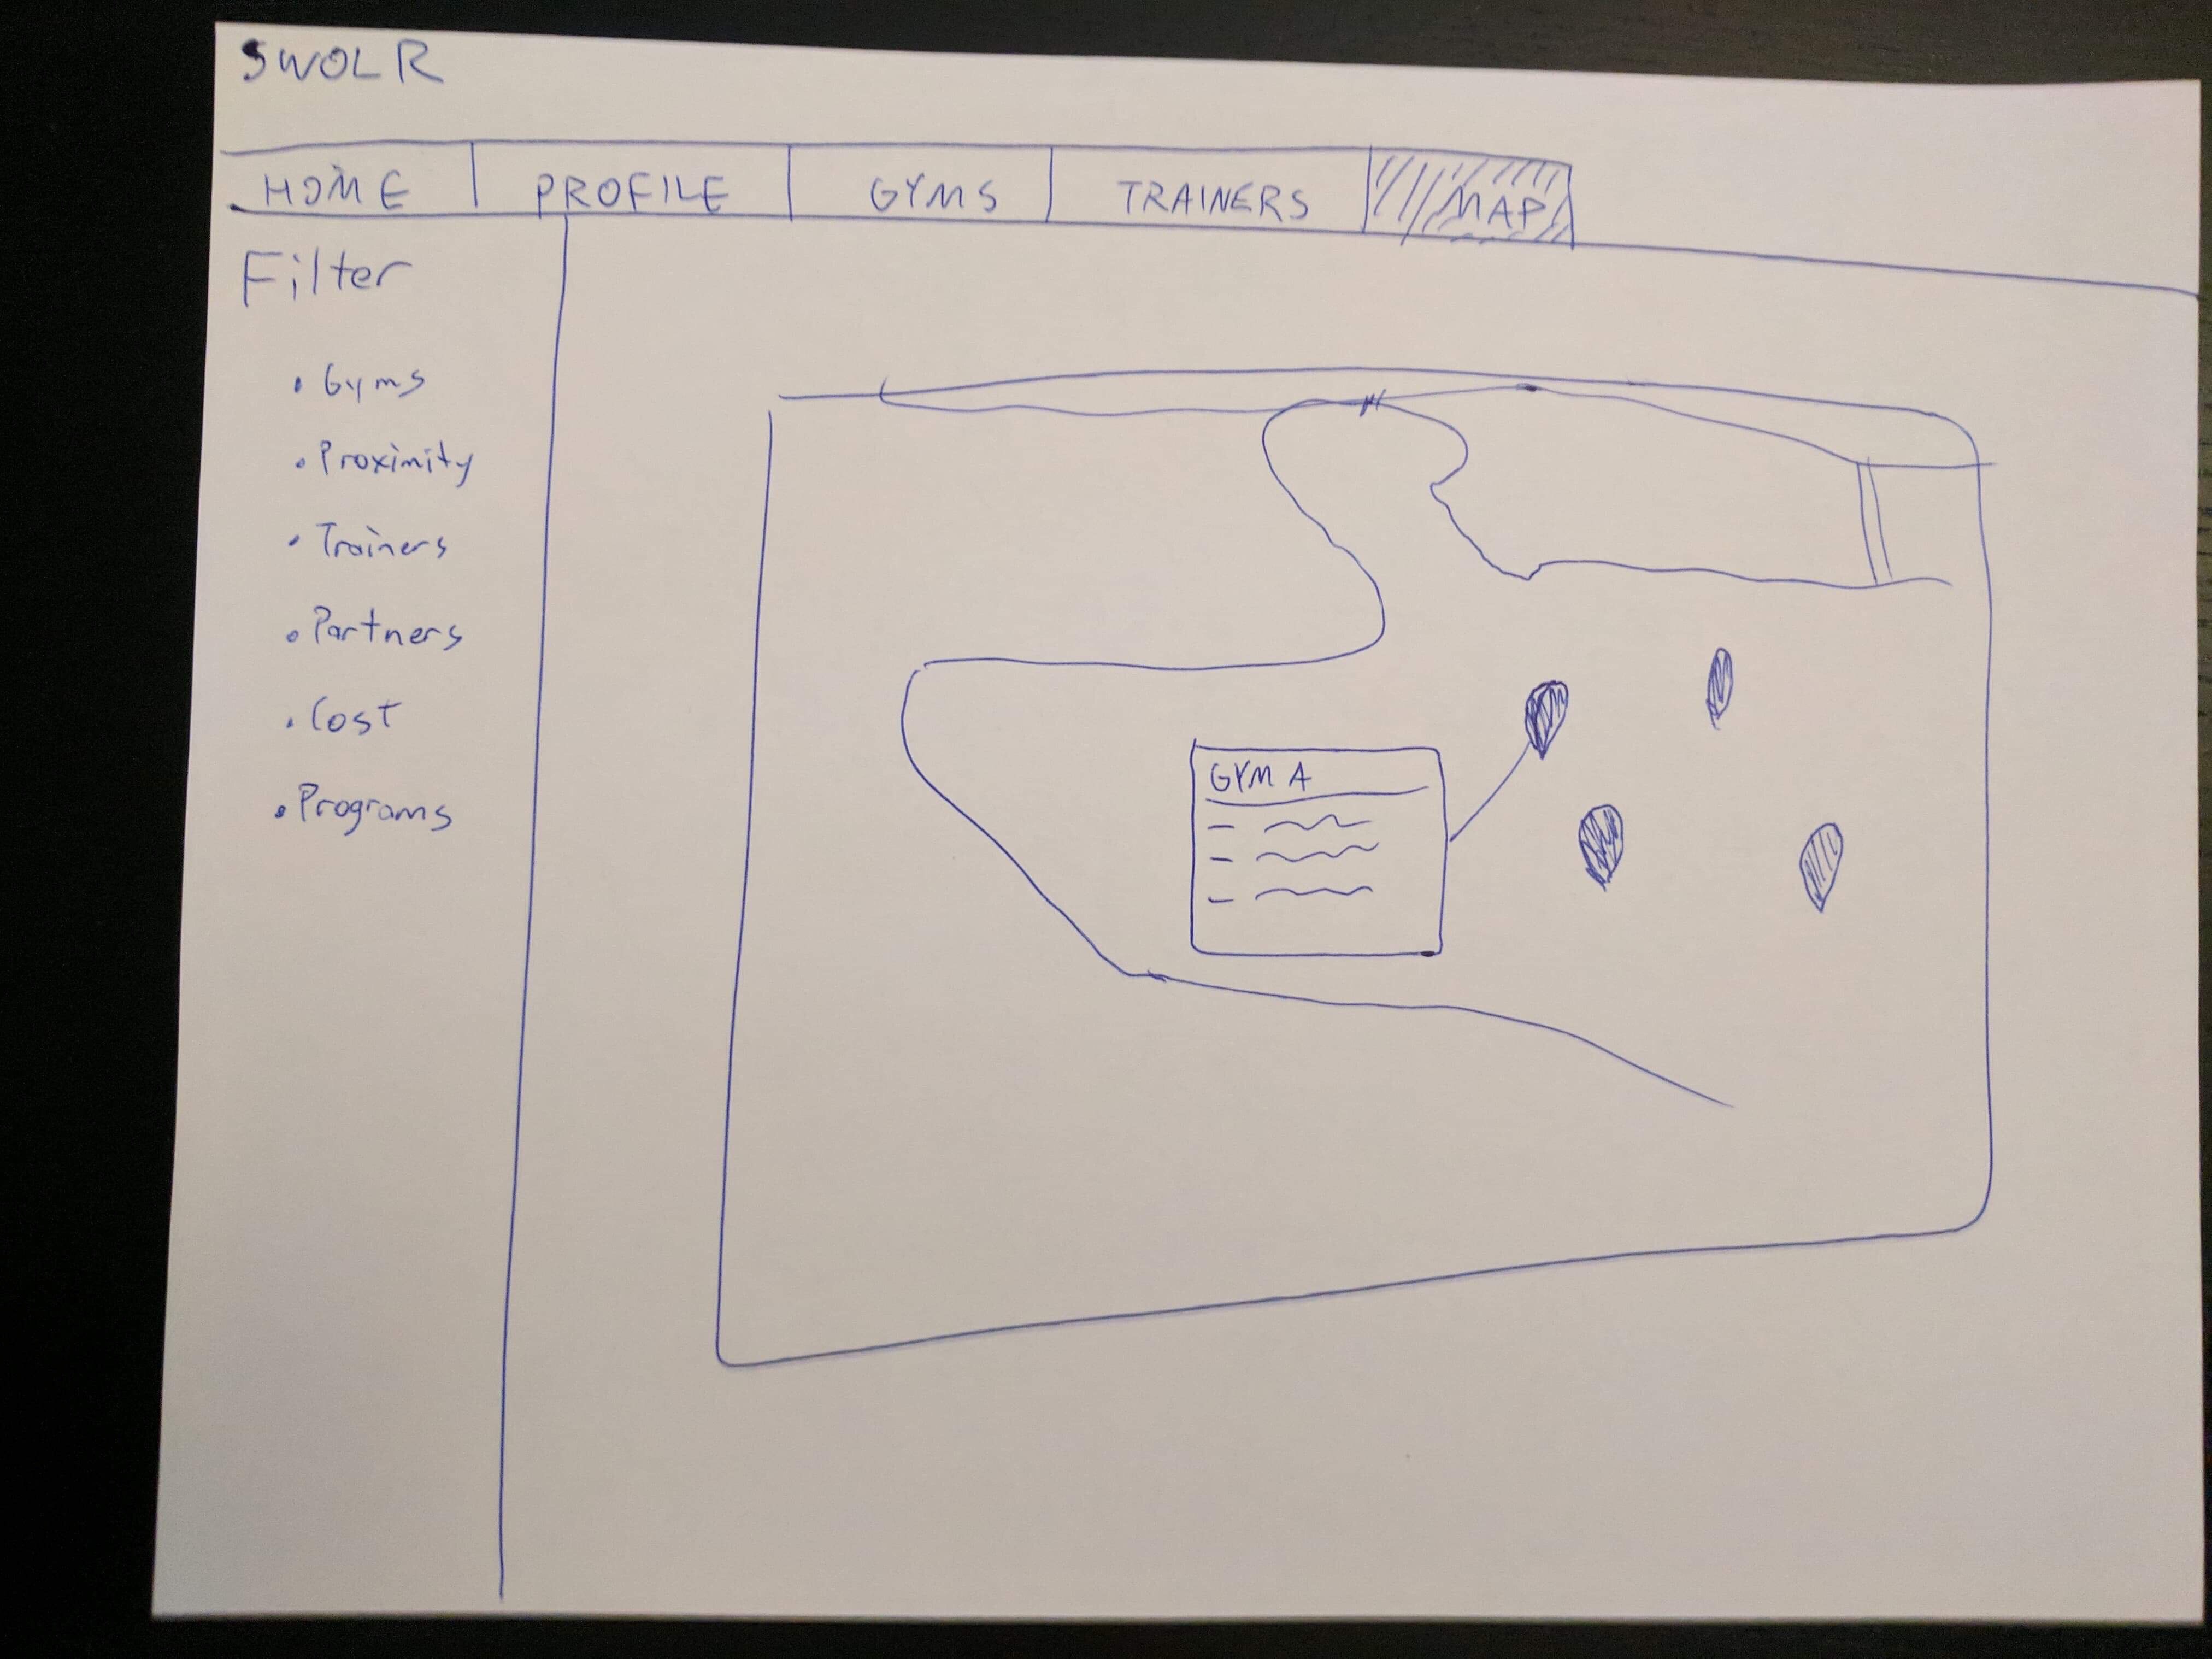 SWOLR
HOME PROFILE GYMS TRAINERS MAP
Filter
• Gyms
• Proximity
• Trainers
• Partners
• Cost
• Programs
GYM A